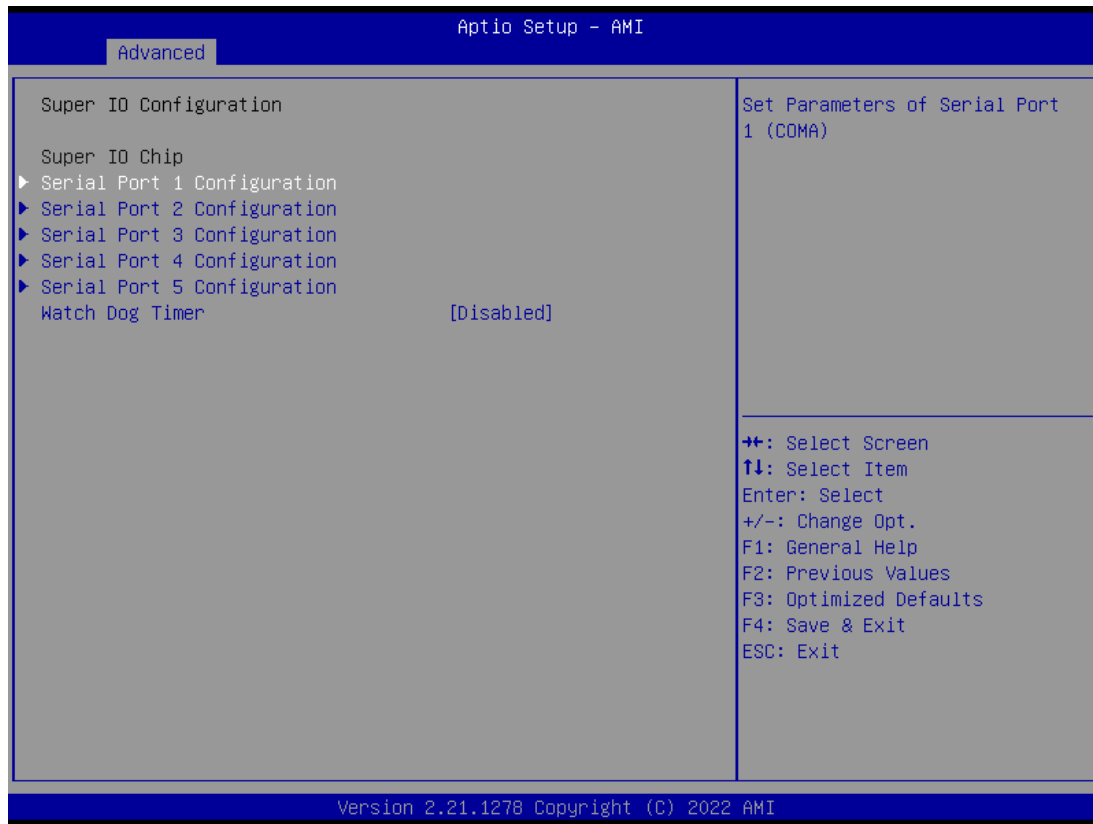 Aptio Setup – AMI
Advanced
Super IO Configuration
Super IO Chip
Serial Port 1 Configuration
Serial Port 2 Configuration
Serial Port 3 Configuration
Serial Port 4 Configuration
Serial Port 5 Configuration
Watch Dog Timer [Disabled]
Set Parameters of Serial Port
1 (COMA)
→←: Select Screen
↑↓: Select Item
Enter: Select
+/-: Change Opt.
F1: General Help
F2: Previous Values
F3: Optimized Defaults
F4: Save & Exit
ESC: Exit
Version 2.21.1278 Copyright (C) 2022 AMI